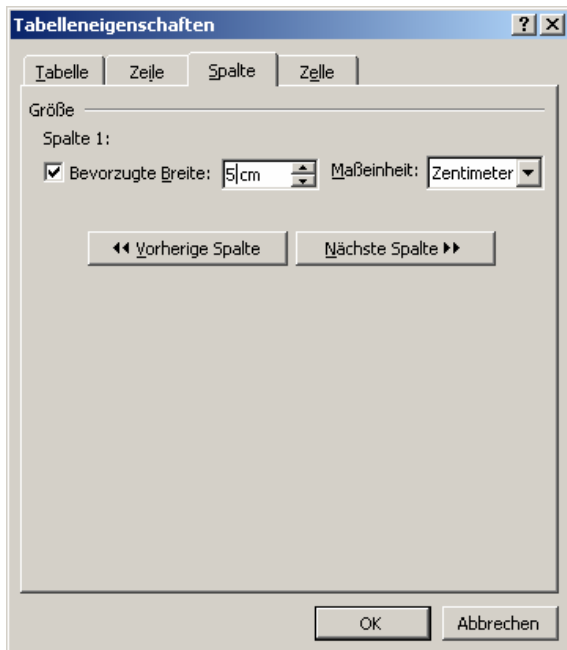 Tabelleneigenschaften
Tabelle Zeile Spalte Zelle
Größe
Spalte 1:
Bevorzugte Breite: 5 cm Maßeinheit: Zentimeter
Vorherige Spalte Nächste Spalte
OK Abbrechen